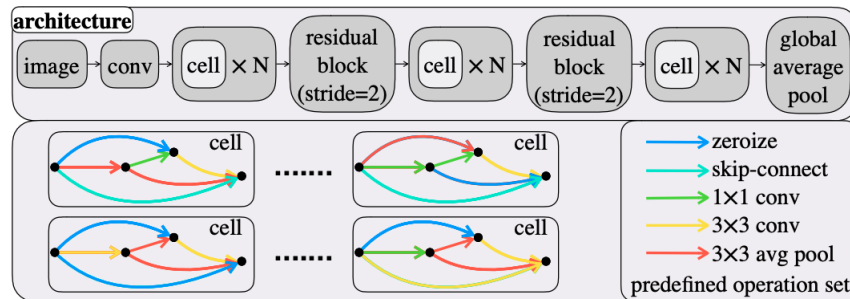 architecture
image
conv
cell × N
residual
block
(stride=2)
cell × N
residual
block
(stride=2)
cell × N
global
average
pool
cell
cell
cell
cell
zeroize
skip-connect
1×1 conv
3×3 conv
3×3 avg pool
predefined operation set